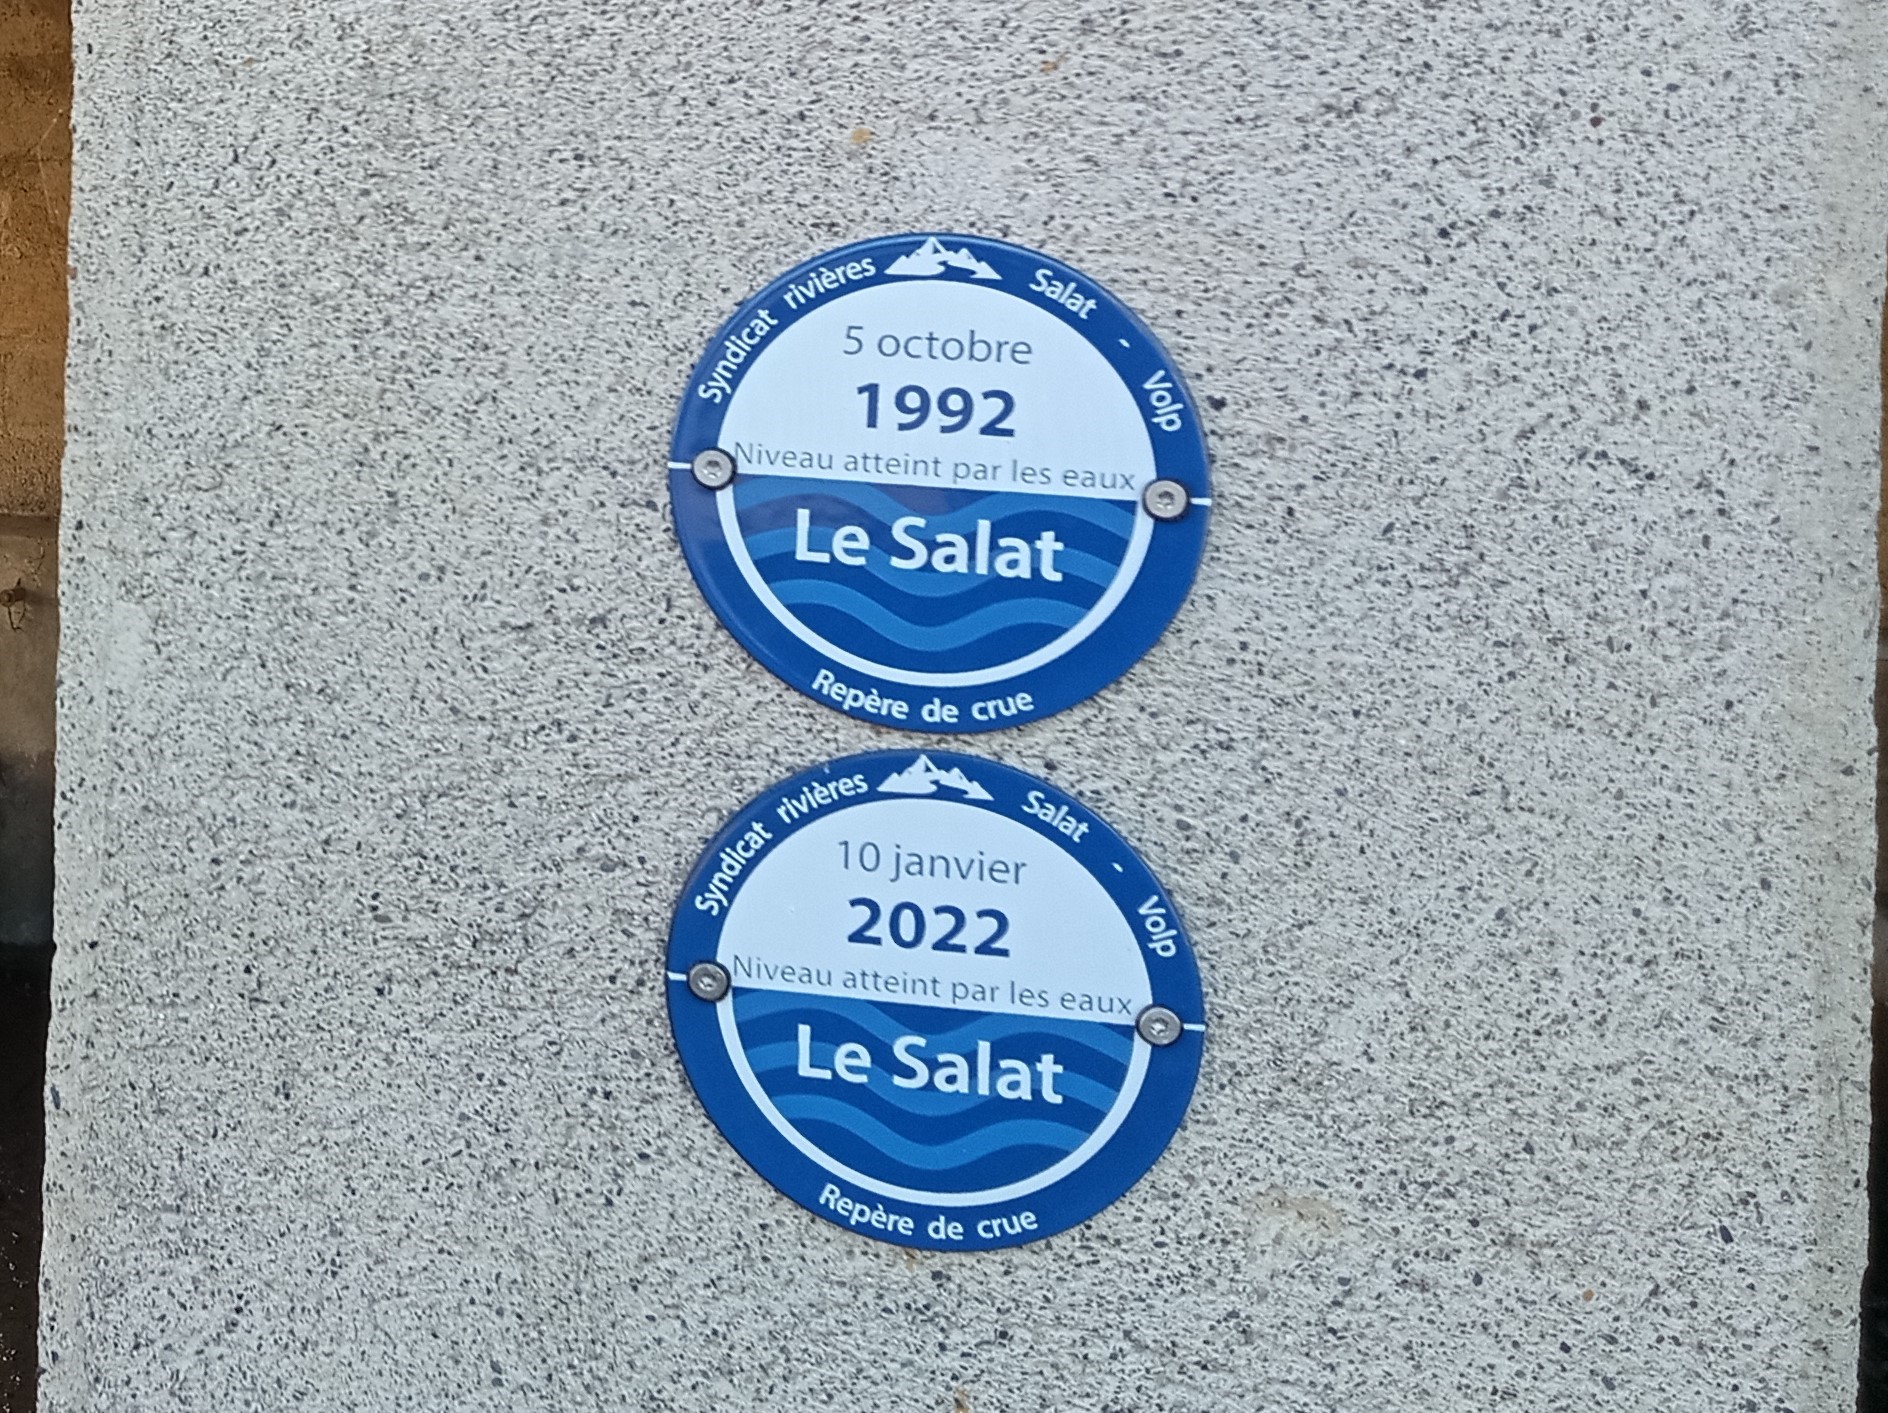 Syndicat rivières Salat - Volp
5 octobre
1992
Niveau atteint par les eaux
Le Salat
Repère de crue
Syndicat rivières Salat - Volp
10 janvier
2022
Niveau atteint par les eaux
Le Salat
Repère de crue